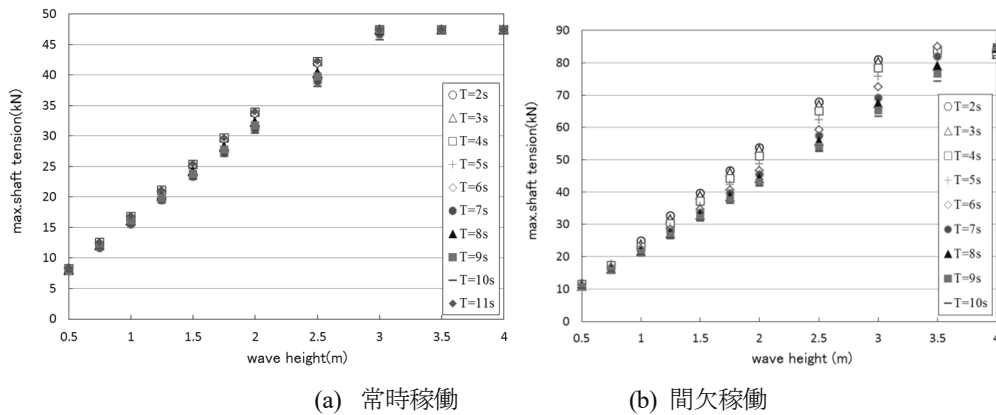 50
45
40
35
30
25
20
15
10
5
0
max.shaft tension(kN)
0.5 1 1.5 2 2.5 3 3.5 4
wave height(m)
T=2s
T=3s
T=4s
T=5s
T=6s
T=7s
T=8s
T=9s
T=10s
T=11s
90
80
70
60
50
40
30
20
10
0
max.shaft tension(kN)
0.5 1 1.5 2 2.5 3 3.5 4
wave height (m)
T=2s
T=3s
T=4s
T=5s
T=6s
T=7s
T=8s
T=9s
T=10s
(a) 常時稼働
(b) 間欠稼働